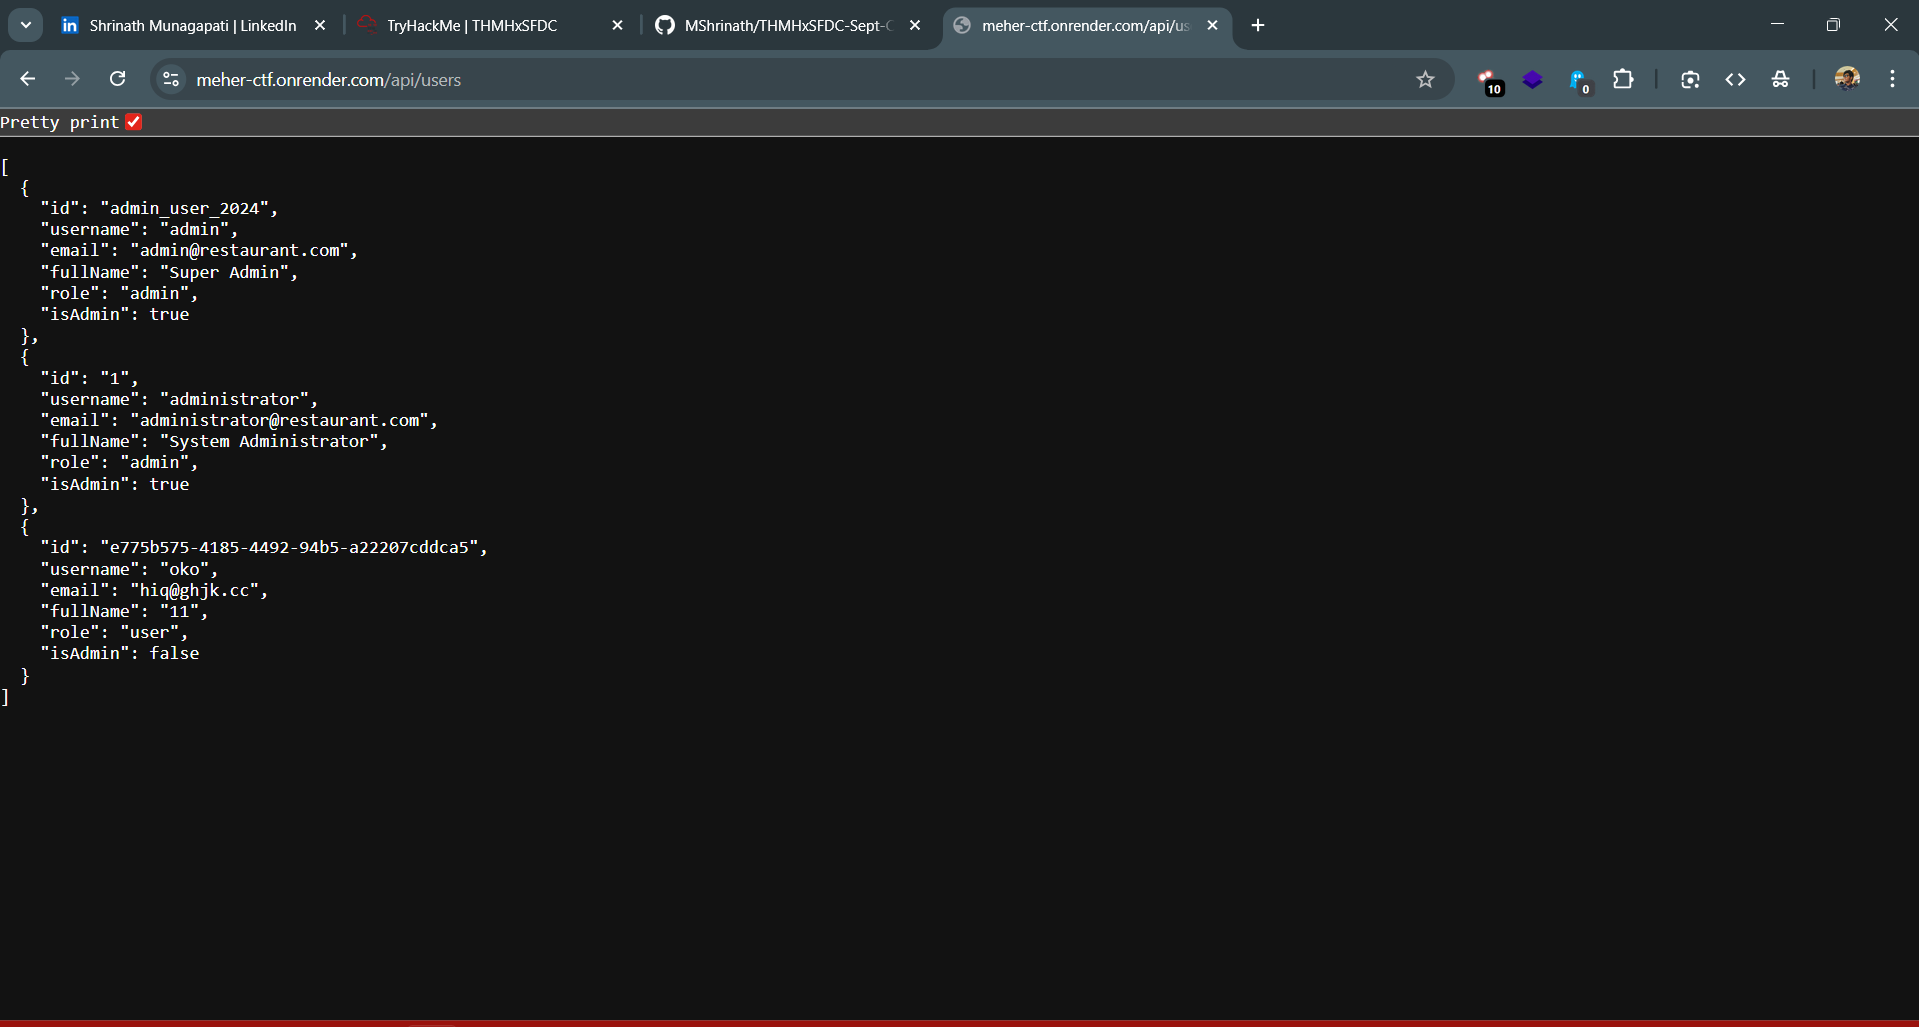 Shrinath Munagapati | LinkedIn
TryHackMe | THMHxSFDC
MShrinath/THMHxSFDC-Sept-C
meher-ctf.onrender.com/api/us
meher-ctf.onrender.com/api/users
10
0
Pretty print
[
  {
    "id": "admin_user_2024",
    "username": "admin",
    "email": "admin@restaurant.com",
    "fullName": "Super Admin",
    "role": "admin",
    "isAdmin": true
  },
  {
    "id": "1",
    "username": "administrator",
    "email": "administrator@restaurant.com",
    "fullName": "System Administrator",
    "role": "admin",
    "isAdmin": true
  },
  {
    "id": "e775b575-4185-4492-94b5-a22207cddca5",
    "username": "oko",
    "email": "hiq@ghjk.cc",
    "fullName": "11",
    "role": "user",
    "isAdmin": false
  }
]